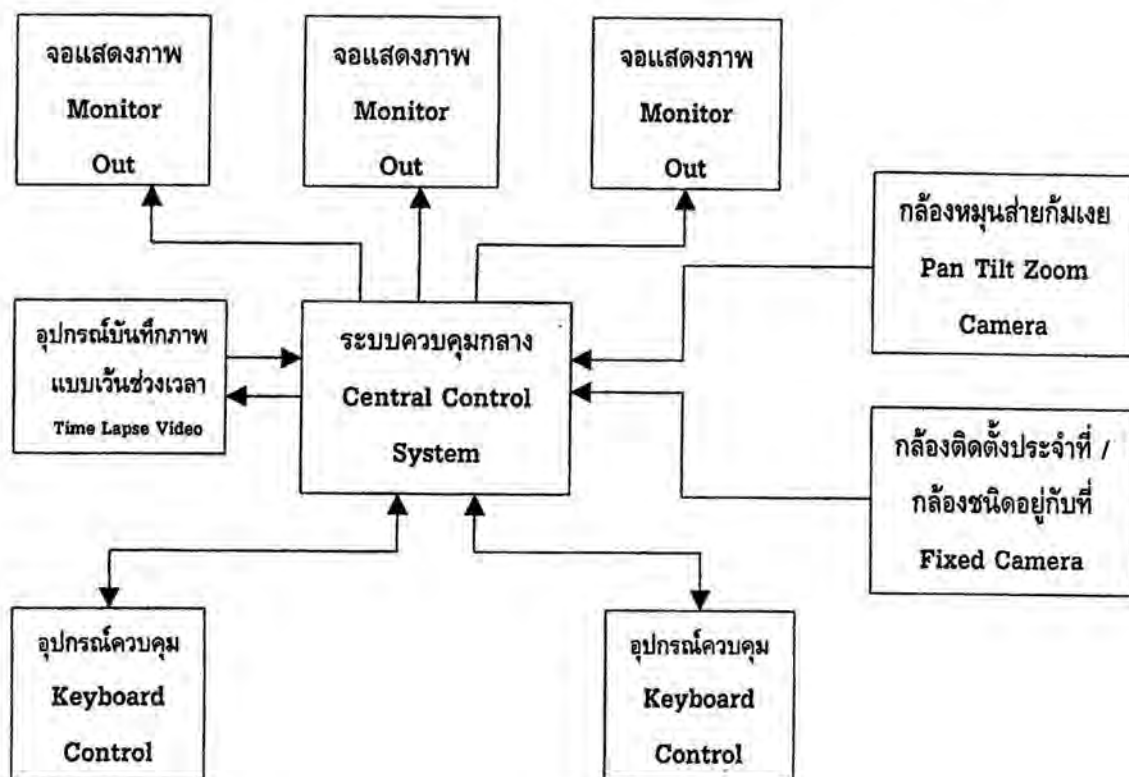 จอแสดงภาพ
Monitor
Out
จอแสดงภาพ
Monitor
Out
จอแสดงภาพ
Monitor
Out
กล้องหมุนส่ายก้มเงย
Pan Tilt Zoom
Camera
อุปกรณ์บันทึกภาพ
แบบเว้นช่วงเวลา
Time Lapse Video
ระบบควบคุมกลาง
Central Control
System
กล้องติดตั้งประจำที่ /
กล้องชนิดอยู่กับที่
Fixed Camera
อุปกรณ์ควบคุม
Keyboard
Control
อุปกรณ์ควบคุม
Keyboard
Control